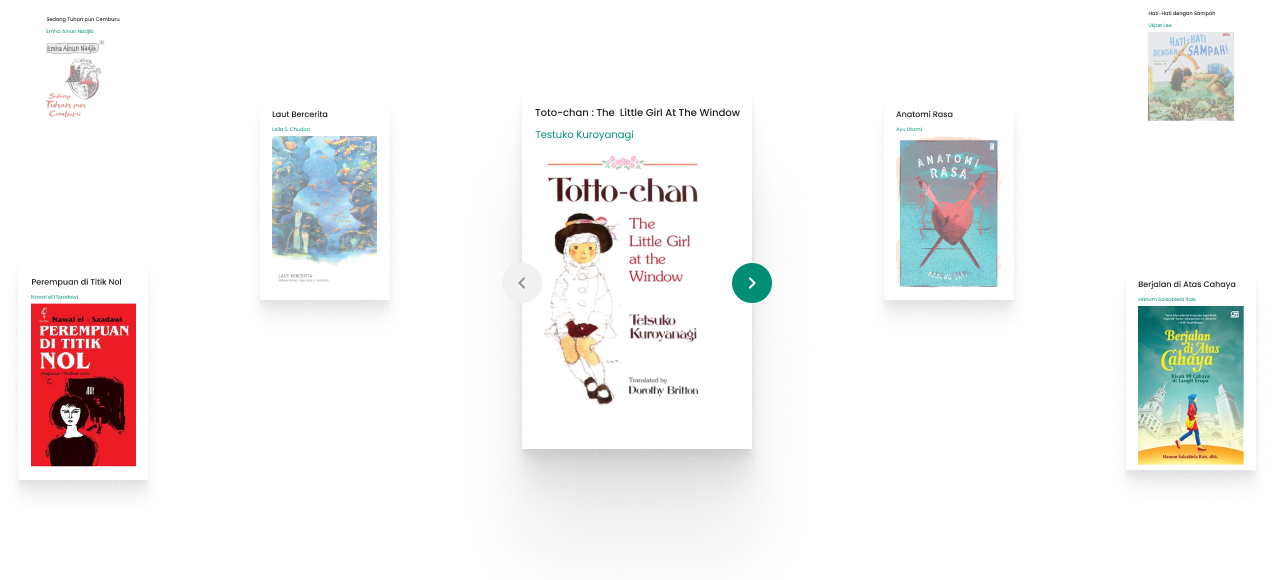 Sedang Tuhan pun Cemburu
Emha Ainun Nadjib
Emha Ainun Nadjib
Sedang
Tuhan pun
Cemburu
Laut Bercerita
Leila S. Chudori
LAUT BERCERITA
Perempuan di Titik Nol
Nawal el) Saadawi
Nawal el - Saadawi
PEREMPUAN
DI TITIK
NOL
Toto-chan : The Little Girl At The Window
Testuko Kuroyanagi
Totto-chan
The
Little Girl
at the
Window
Tetsuko
Kuroyanagi
Translated by
Dorothy Britton
Anatomi Rasa
Ayu Utami
ANATOMI
RASA
Hati-Hati dengan Sampah
Ukjae Lee
HATI-HATI
DENGAN SAMPAH!
Berjalan di Atas Cahaya
Hanum Salsabiela Rais
Berjalan
di Atas
Cahaya
Kisah 99 Cahaya
di Langit Eropa
Hanum Salsabiela Rais, dkk.